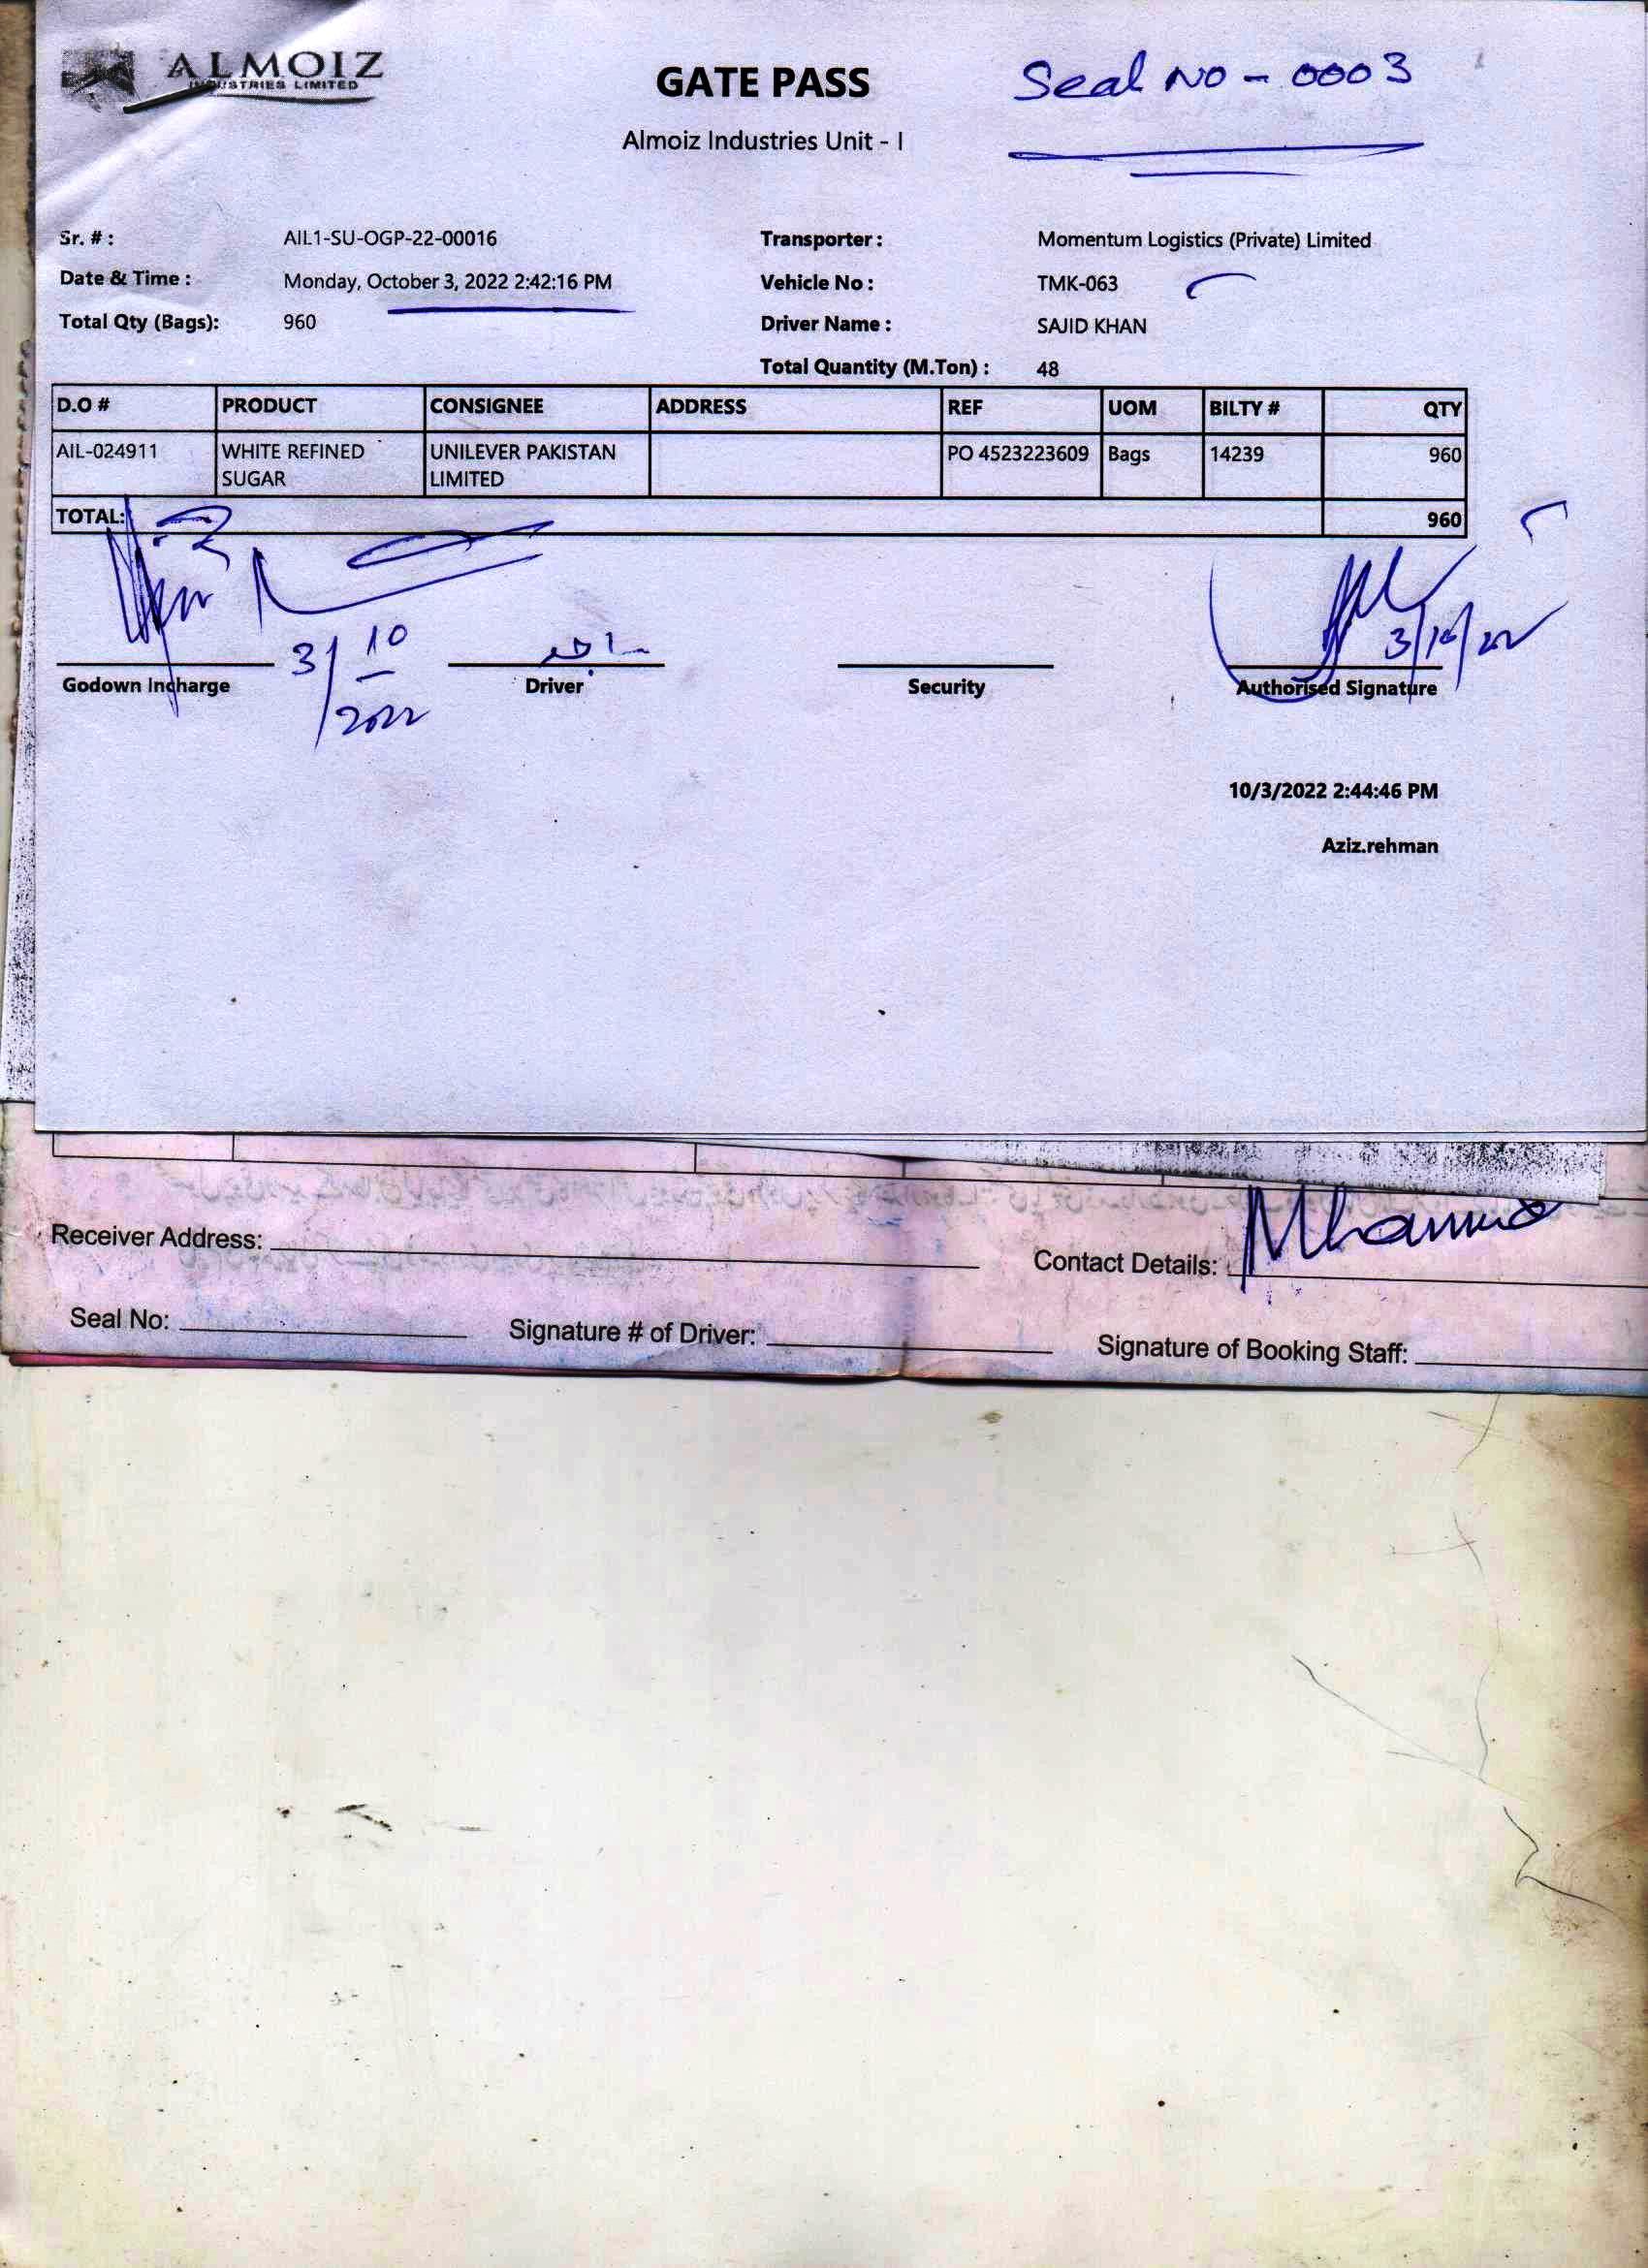 ALMOIZ
INDUSTRIES LIMITED
GATE PASS
Seal No - 0003
Almoiz Industries Unit - I
Sr. # : AIL1-SU-OGP-22-00016 Transporter : Momentum Logistics (Private) Limited
Date & Time : Monday, October 3, 2022 2:42:16 PM Vehicle No : TMK-063
Total Qty (Bags): 960 Driver Name : SAJID KHAN
Total Quantity (M.Ton) : 48
D.O # PRODUCT CONSIGNEE ADDRESS REF UOM BILTY # QTY
AIL-024911 WHITE REFINED SUGAR UNILEVER PAKISTAN LIMITED PO 4523223609 Bags 14239 960
TOTAL: 960
3/10/2022 ساجد 3/10/22
Godown Incharge Driver Security Authorised Signature
10/3/2022 2:44:46 PM
Aziz.rehman
Receiver Address: Contact Details:
Seal No: Signature # of Driver: Signature of Booking Staff: